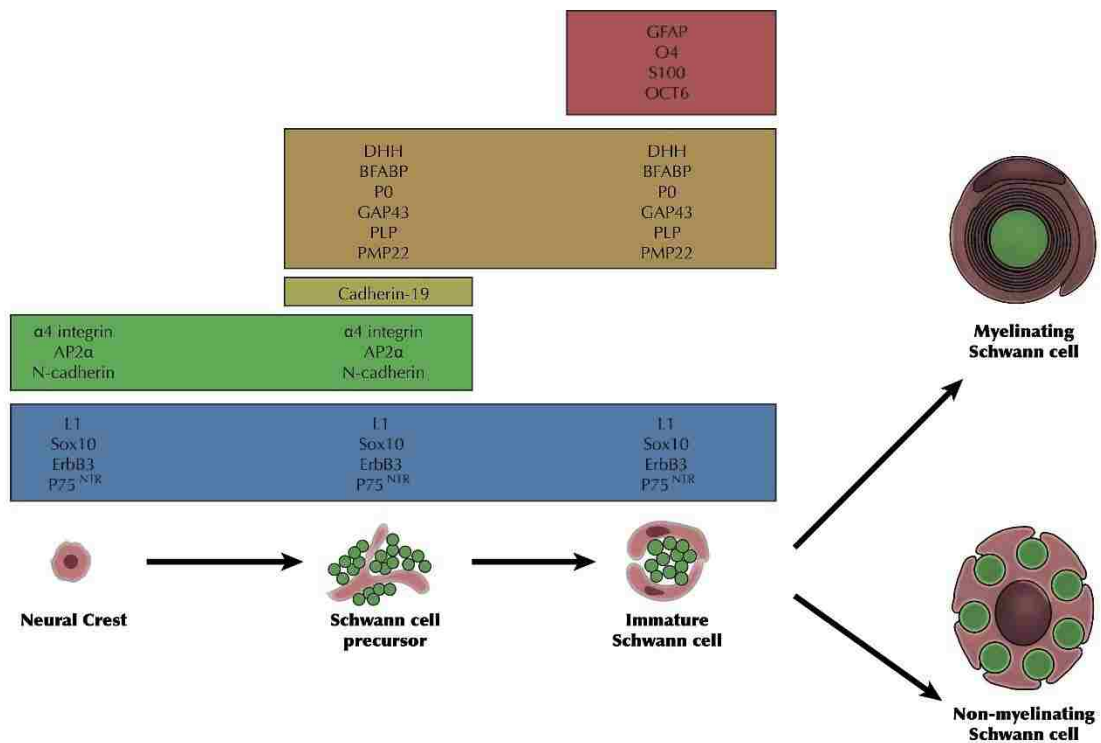 GFAP
O4
S100
OCT6
DHH
BFABP
P0
GAP43
PLP
PMP22
DHH
BFABP
P0
GAP43
PLP
PMP22
Cadherin-19
α4 integrin
AP2α
N-cadherin
α4 integrin
AP2α
N-cadherin
L1
Sox10
ErbB3
P75 NTR
L1
Sox10
ErbB3
P75 NTR
L1
Sox10
ErbB3
P75 NTR
Neural Crest
Schwann cell
precursor
Immature
Schwann cell
Myelinating
Schwann cell
Non-myelinating
Schwann cell